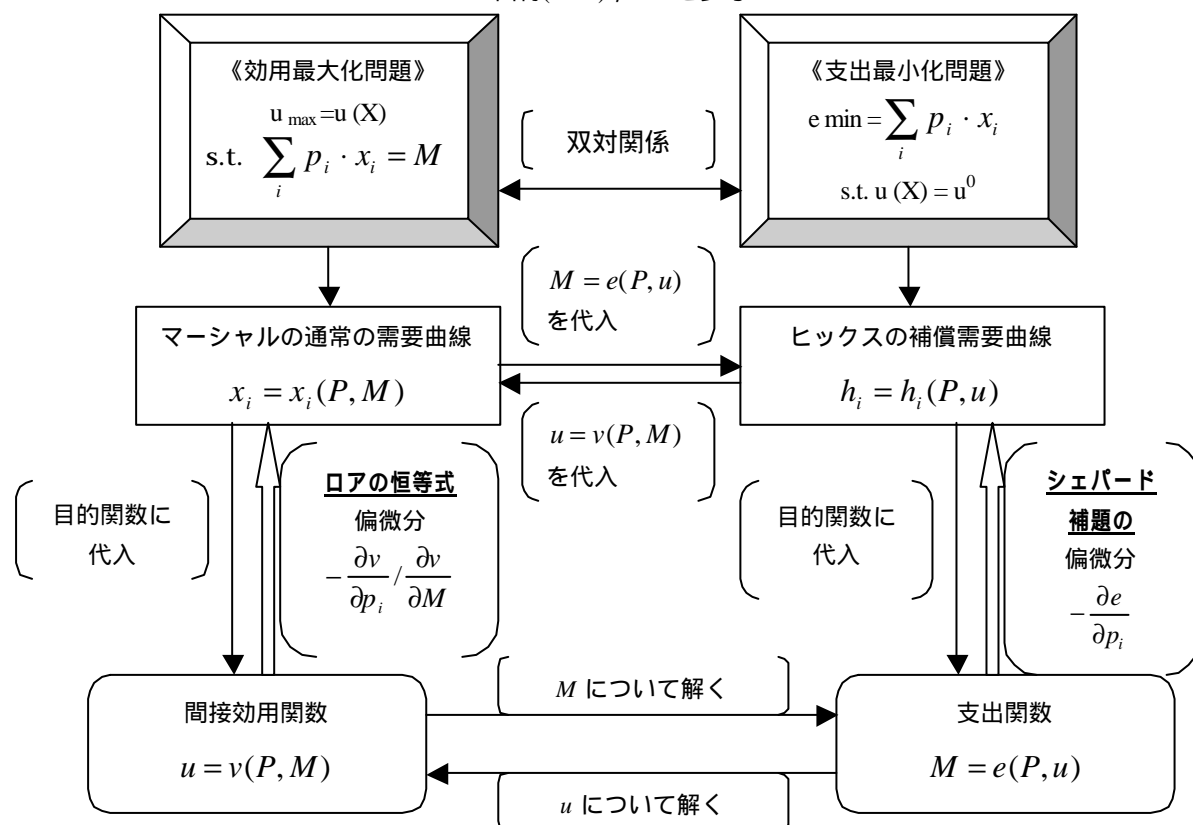 《効用最大化問題》
u max =u (X)
s.t. ∑_i p_i · x_i = M
双対関係
《支出最小化問題》
e min = ∑_i p_i · x_i
s.t. u (X) = u^0
マーシャルの通常の需要曲線
x_i = x_i(P, M)
M = e(P, u)
を代入
u = v(P, M)
を代入
ヒックスの補償需要曲線
h_i = h_i(P, u)
目的関数に
代入
ロアの恒等式
偏微分
− ∂v/∂p_i / ∂v/∂M
目的関数に
代入
シェパード
補題の
偏微分
− ∂e/∂p_i
間接効用関数
u = v(P, M)
M について解く
u について解く
支出関数
M = e(P, u)